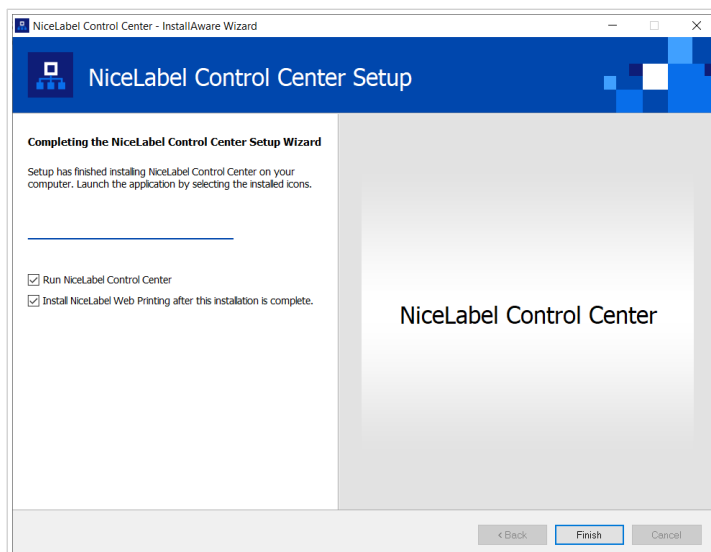 NiceLabel Control Center - InstallAware Wizard
NiceLabel Control Center Setup
Completing the NiceLabel Control Center Setup Wizard
Setup has finished installing NiceLabel Control Center on your
computer. Launch the application by selecting the installed icons.
Run NiceLabel Control Center
Install NiceLabel Web Printing after this installation is complete.
NiceLabel Control Center
< Back
Finish
Cancel